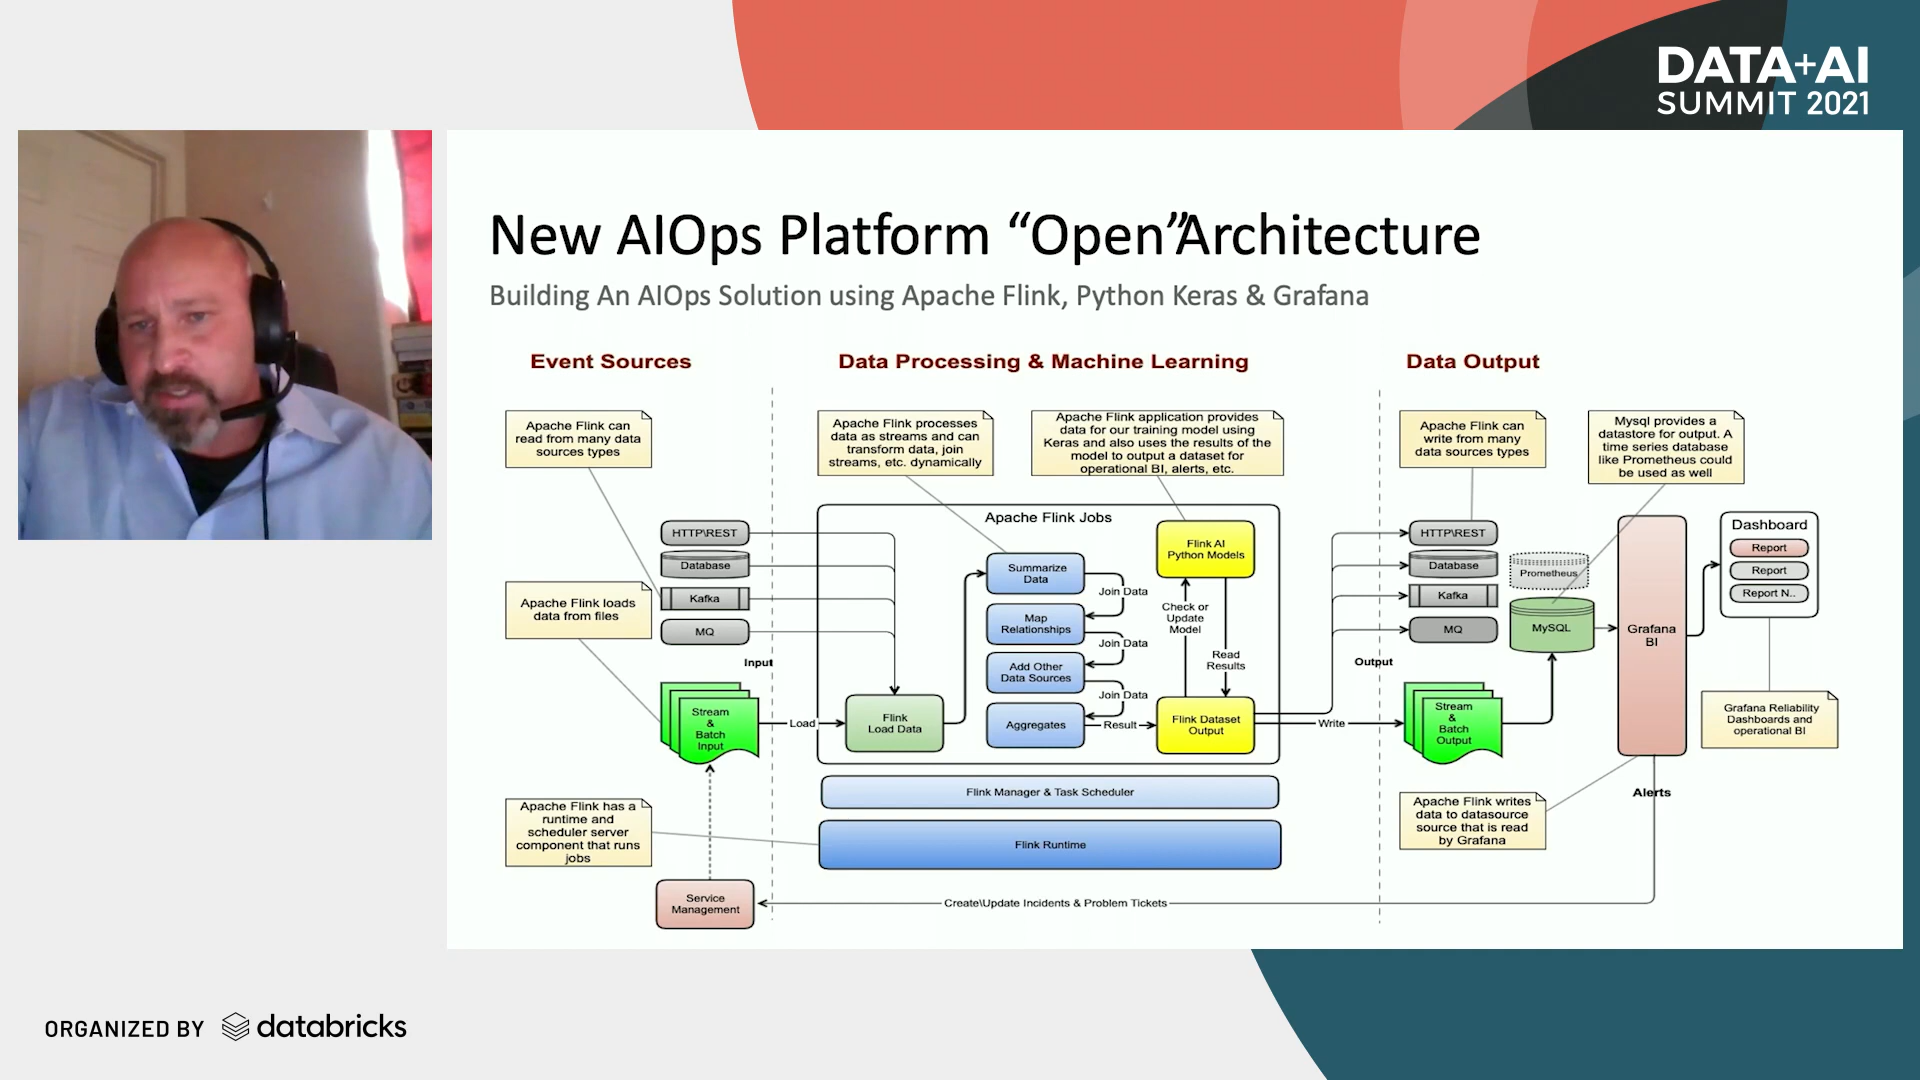 DATA+AI
SUMMIT 2021
New AIOps Platform “Open”Architecture
Building An AIOps Solution using Apache Flink, Python Keras & Grafana
Event Sources
Data Processing & Machine Learning
Data Output
Apache Flink can
read from many data
sources types
Apache Flink processes
data as streams and can
transform data, join
streams, etc. dynamically
Apache Flink application provides
data for our training model using
Keras and also uses the results of the
model to output a dataset for
operational BI, alerts, etc.
Apache Flink can
write from many
data sources types
Mysql provides a
datastore for output. A
time series database
like Prometheus could
be used as well
HTTP\REST
Database
Kafka
MQ
Apache Flink loads
data from files
Input
Stream
&
Batch
Input
Load
Apache Flink Jobs
Flink
Load Data
Summarize
Data
Join Data
Map
Relationships
Join Data
Add Other
Data Sources
Join Data
Aggregates
Result
Flink AI
Python Models
Check or
Update
Model
Read
Results
Flink Dataset
Output
Write
Output
HTTP\REST
Database
Kafka
MQ
Prometheus
MySQL
Stream
&
Batch
Output
Grafana
BI
Dashboard
Report
Report
Report N..
Grafana Reliability
Dashboards and
operational BI
Flink Manager & Task Scheduler
Flink Runtime
Apache Flink has a
runtime and
scheduler server
component that runs
jobs
Apache Flink writes
data to datasource
source that is read
by Grafana
Alerts
Service
Management
Create\Update Incidents & Problem Tickets
ORGANIZED BY databricks